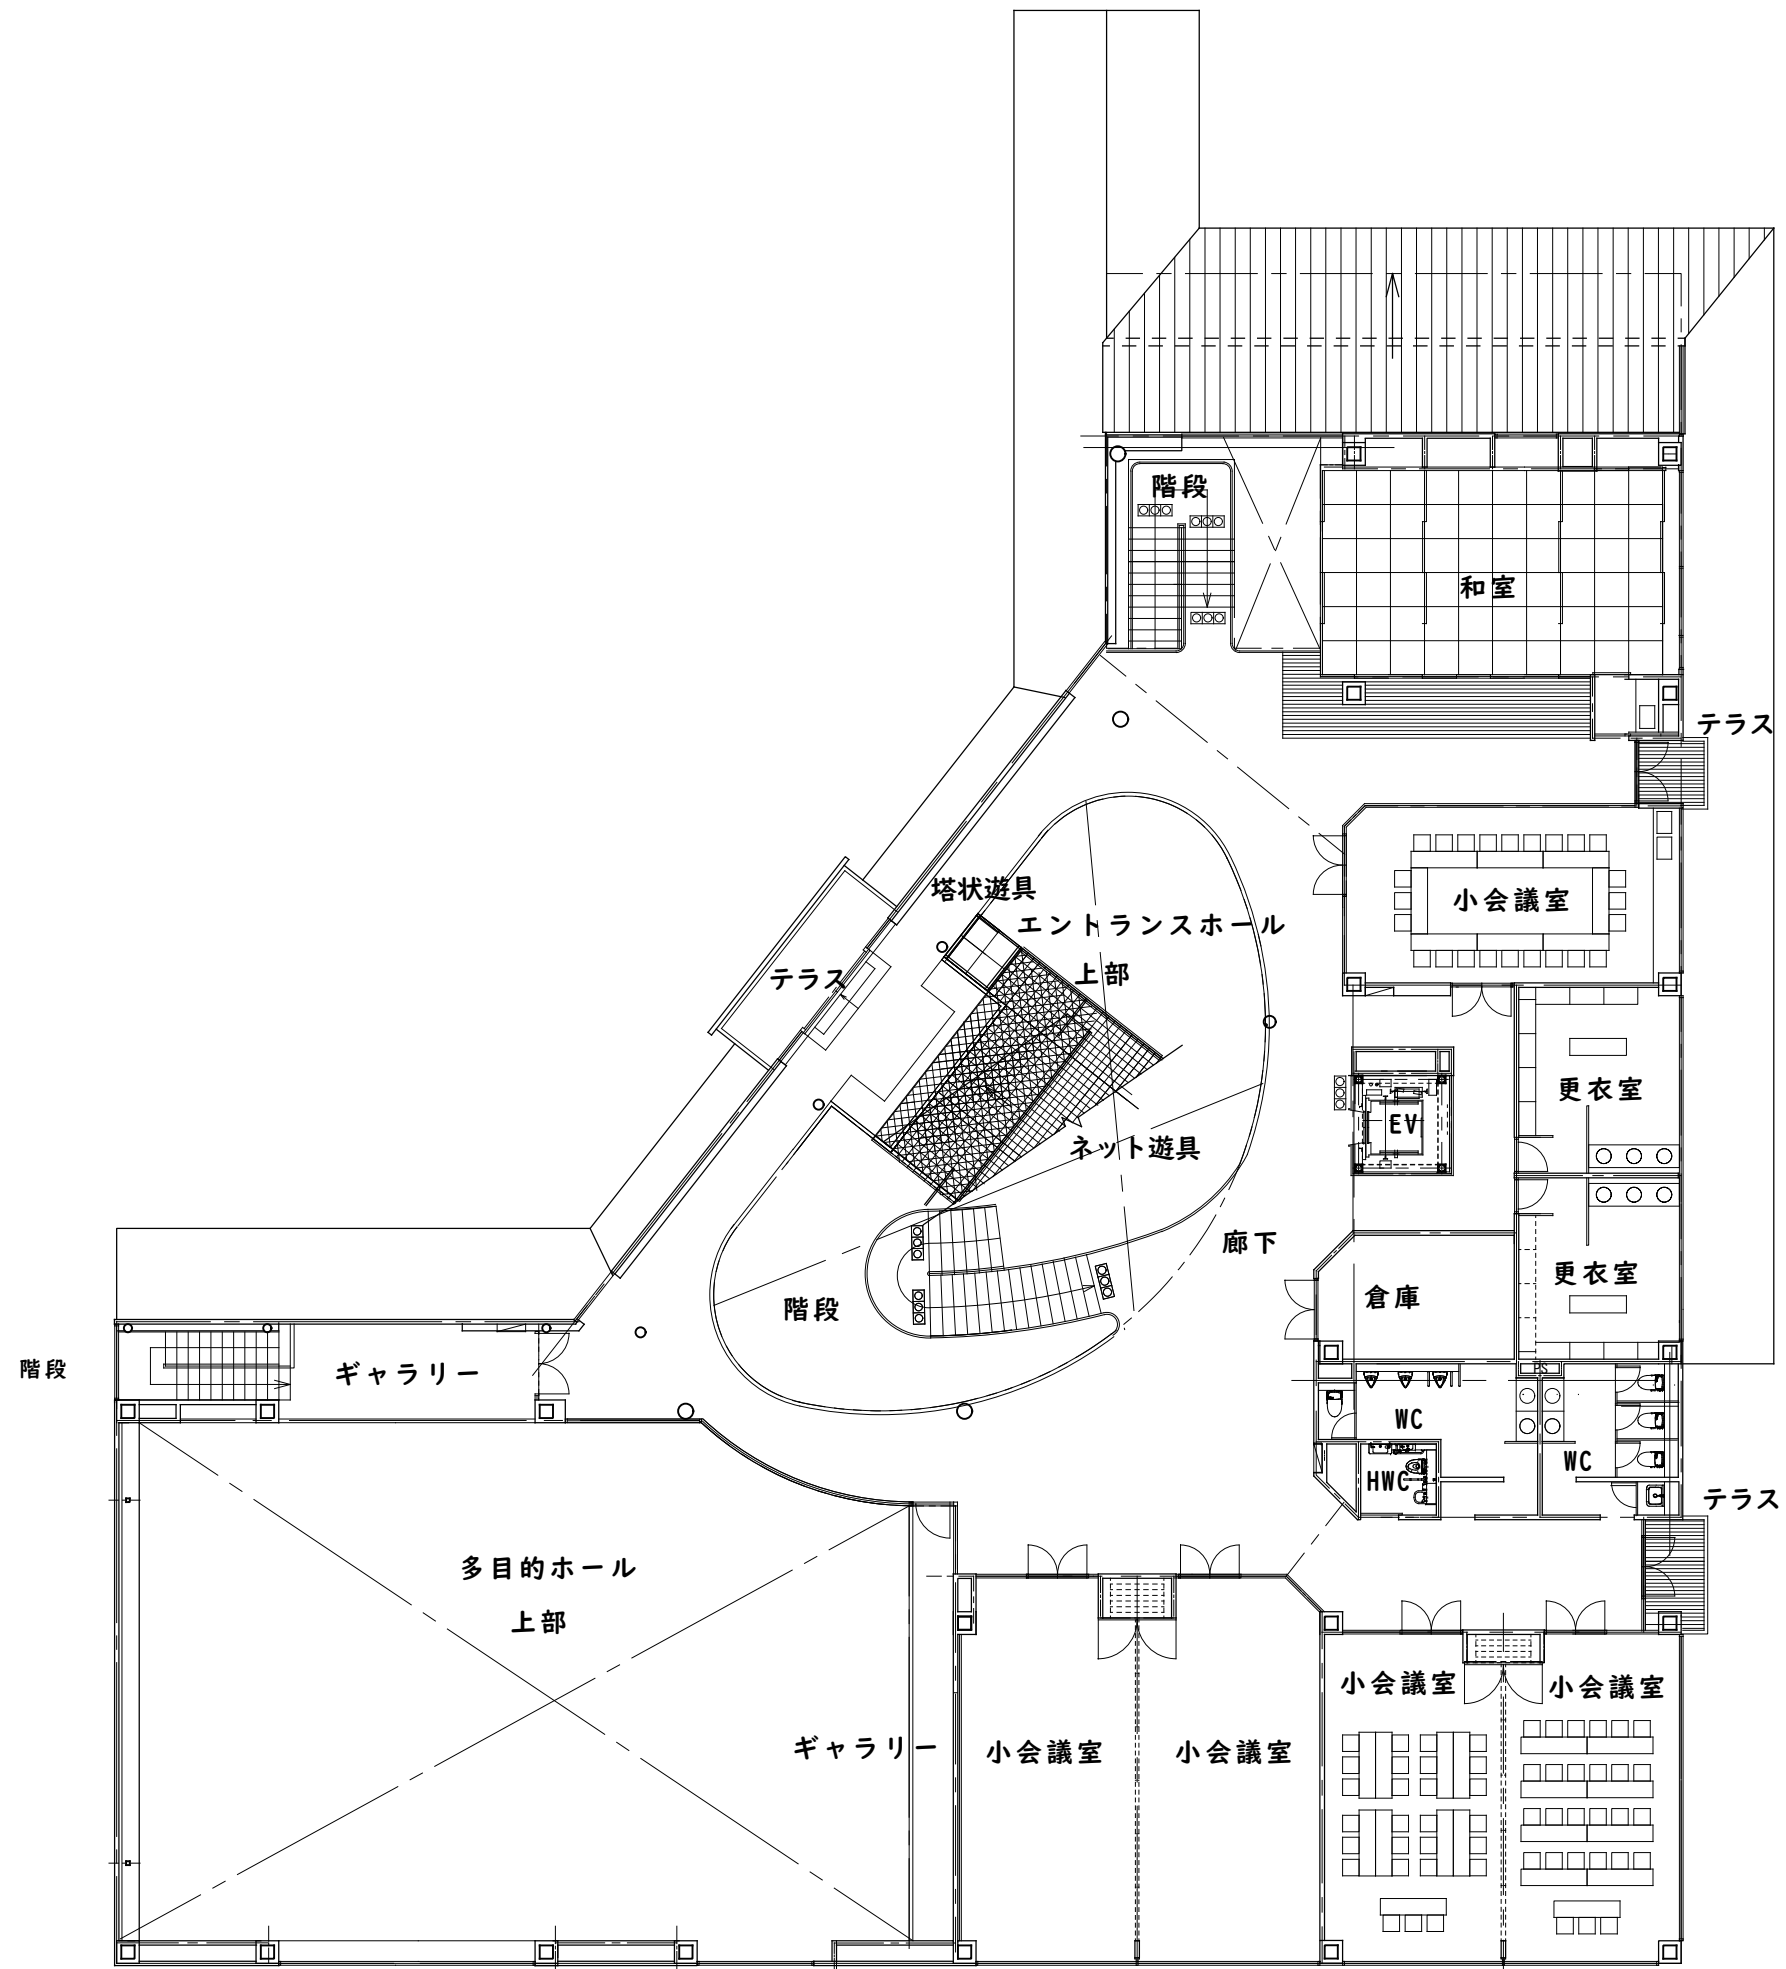 階段
和室
テラス
塔状遊具
エントランスホール
上部
小会議室
テラス
EV
更衣室
ネット遊具
廊下
更衣室
倉庫
階段
階段
ギャラリー
PS
WC
WC
HWC
テラス
多目的ホール
上部
小会議室
小会議室
ギャラリー
小会議室
小会議室